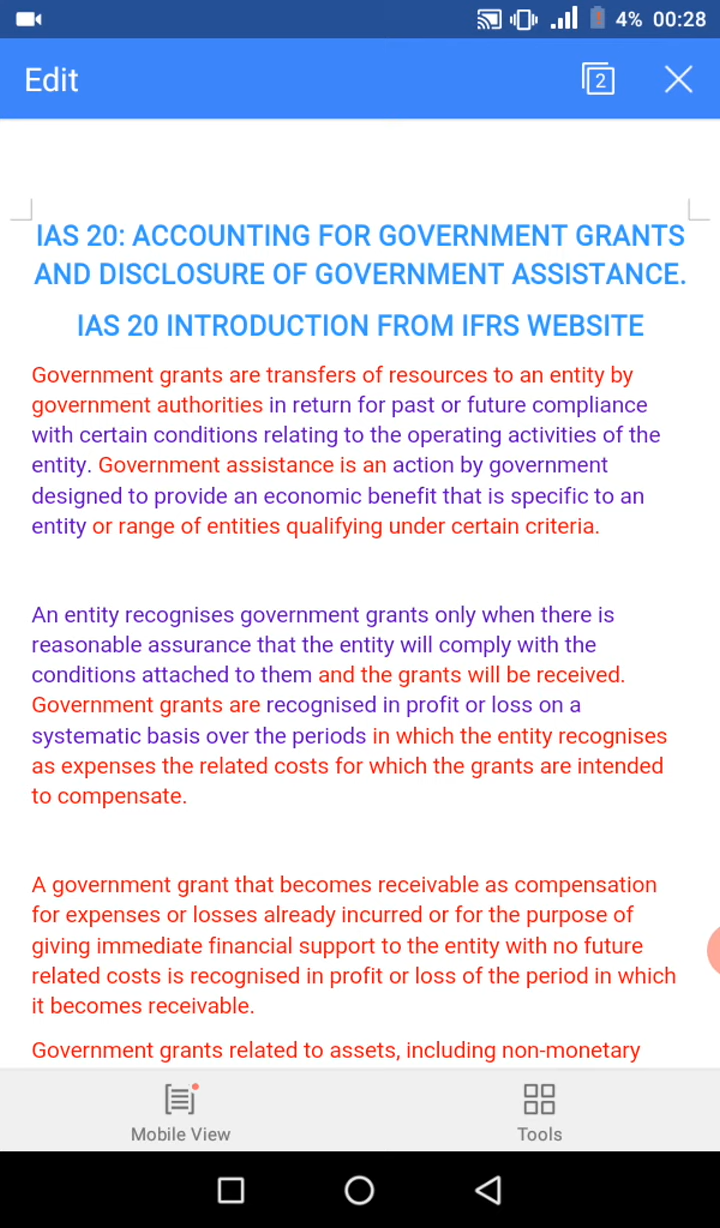 4% 00:28
Edit
2
IAS 20: ACCOUNTING FOR GOVERNMENT GRANTS
AND DISCLOSURE OF GOVERNMENT ASSISTANCE.
IAS 20 INTRODUCTION FROM IFRS WEBSITE
Government grants are transfers of resources to an entity by
government authorities in return for past or future compliance
with certain conditions relating to the operating activities of the
entity. Government assistance is an action by government
designed to provide an economic benefit that is specific to an
entity or range of entities qualifying under certain criteria.
An entity recognises government grants only when there is
reasonable assurance that the entity will comply with the
conditions attached to them and the grants will be received.
Government grants are recognised in profit or loss on a
systematic basis over the periods in which the entity recognises
as expenses the related costs for which the grants are intended
to compensate.
A government grant that becomes receivable as compensation
for expenses or losses already incurred or for the purpose of
giving immediate financial support to the entity with no future
related costs is recognised in profit or loss of the period in which
it becomes receivable.
Government grants related to assets, including non-monetary
Mobile View
Tools